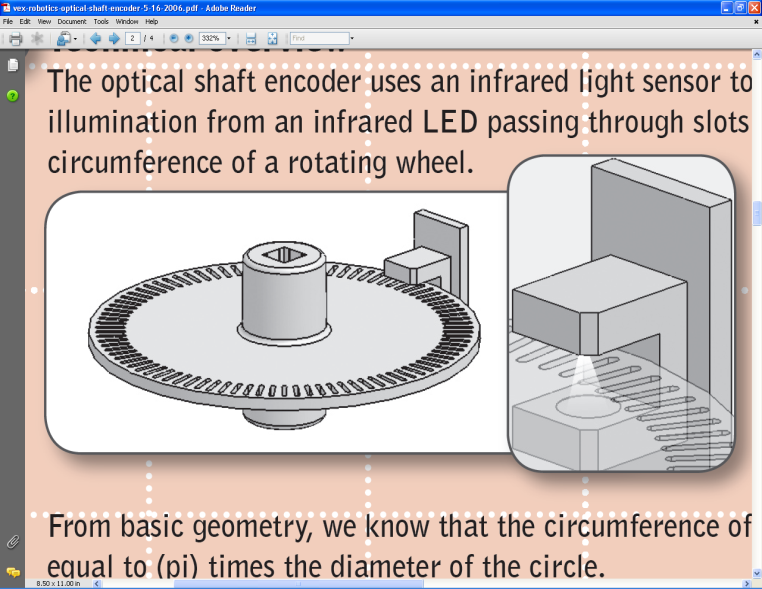 vex-robotics-optical-shaft-encoder-5-16-2006.pdf - Adobe Reader
File Edit View Document Tools Window Help
2 / 4 332% Find
The optical shaft encoder uses an infrared light sensor to
illumination from an infrared LED passing through slots
circumference of a rotating wheel.
From basic geometry, we know that the circumference of
equal to (pi) times the diameter of the circle.
8.50 x 11.00 in